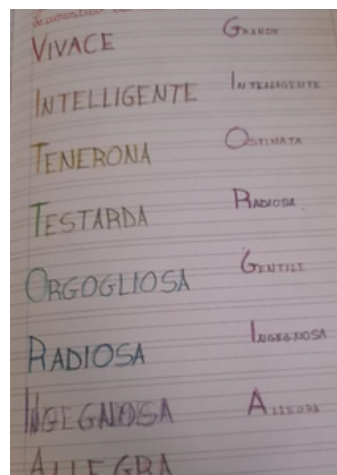 VIVACE
INTELLIGENTE
TENERONA
TESTARDA
ORGOGLIOSA
RADIOSA
INGEGNOSA
ALLEGRA
GRANDE
INTELLIGENTE
OSTINATA
RADIOSA
GENTILE
INGEGNOSA
ALLEGRA